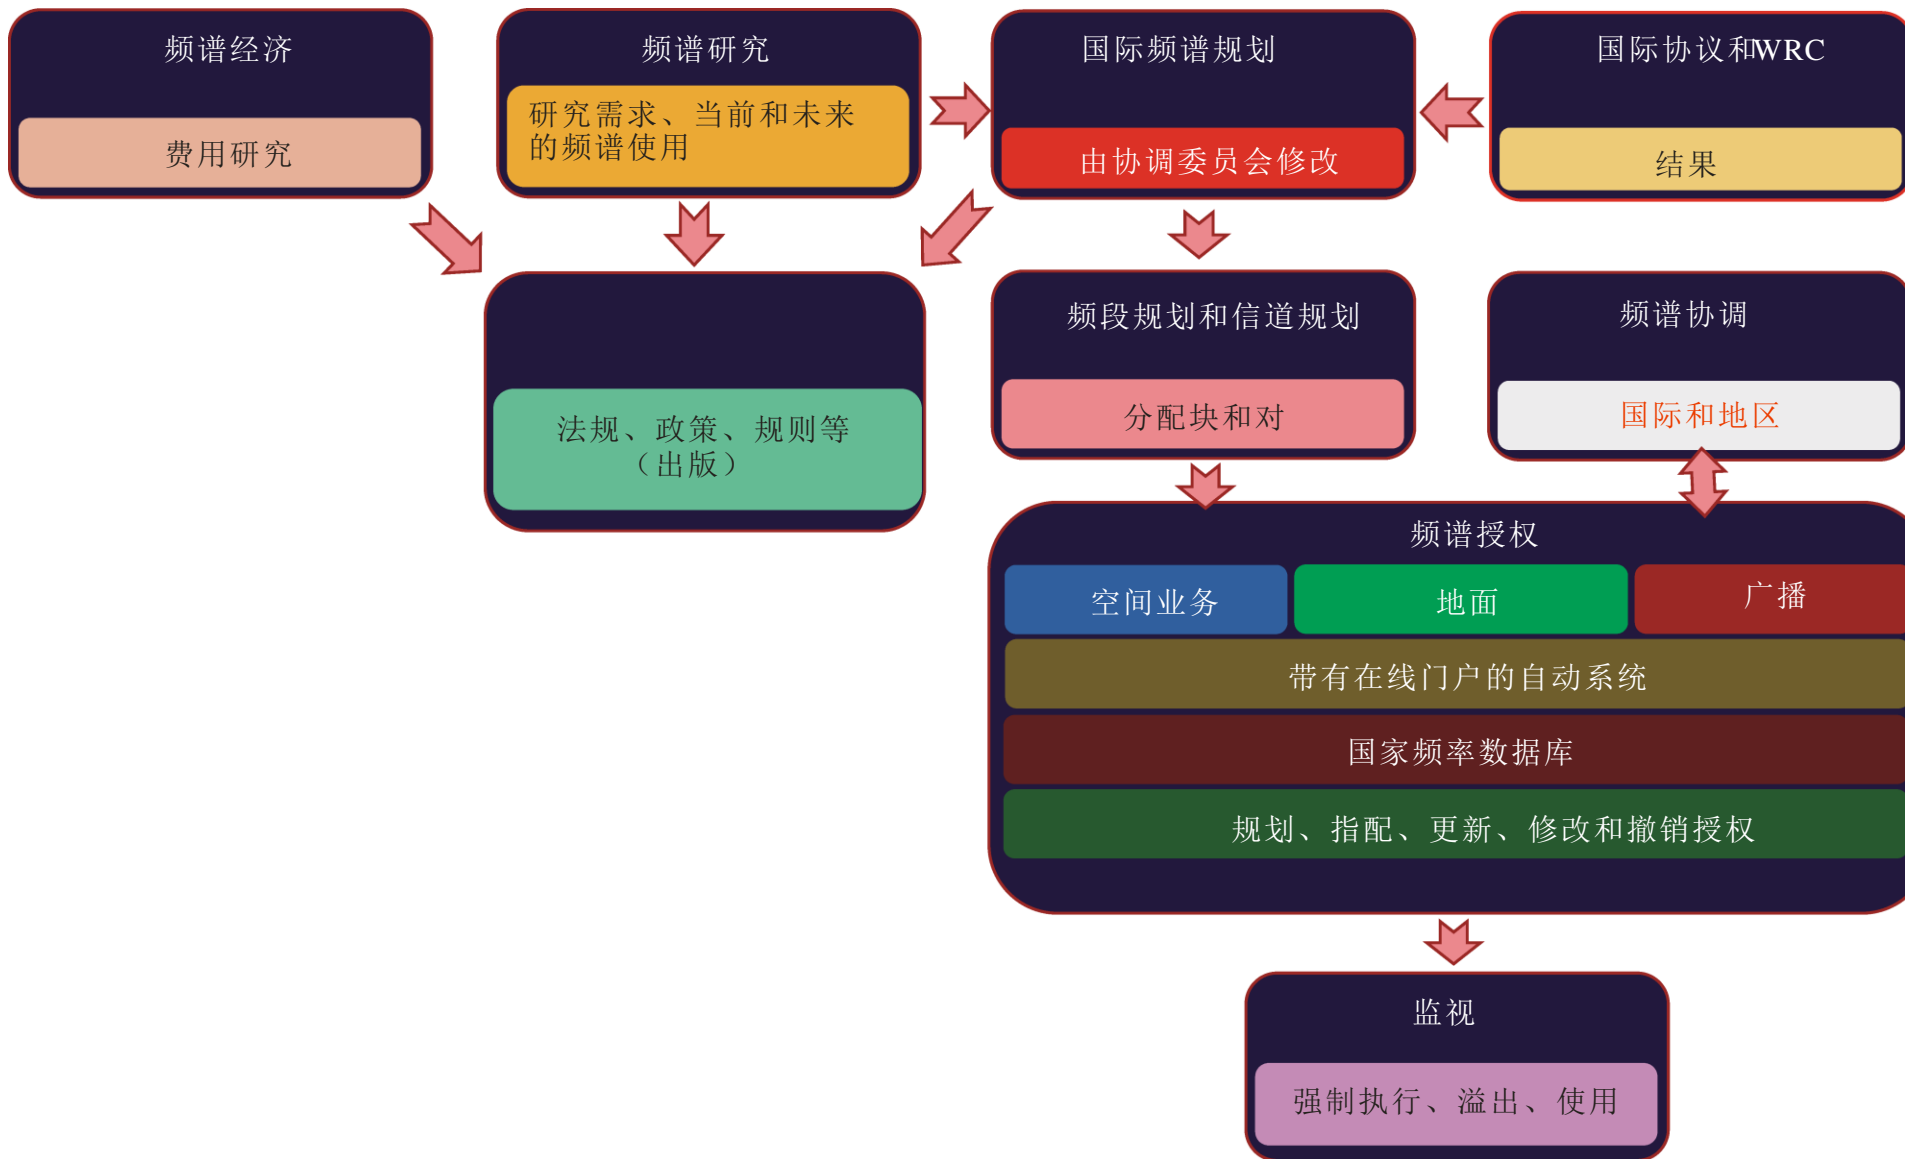 频谱经济
费用研究
频谱研究
研究需求、当前和未来
的频谱使用
国际频谱规划
由协调委员会修改
国际协议和WRC
结果
法规、政策、规则等
（出版）
频段规划和信道规划
分配块和对
频谱协调
国际和地区
频谱授权
空间业务
地面
广播
带有在线门户的自动系统
国家频率数据库
规划、指配、更新、修改和撤销授权
监视
强制执行、溢出、使用